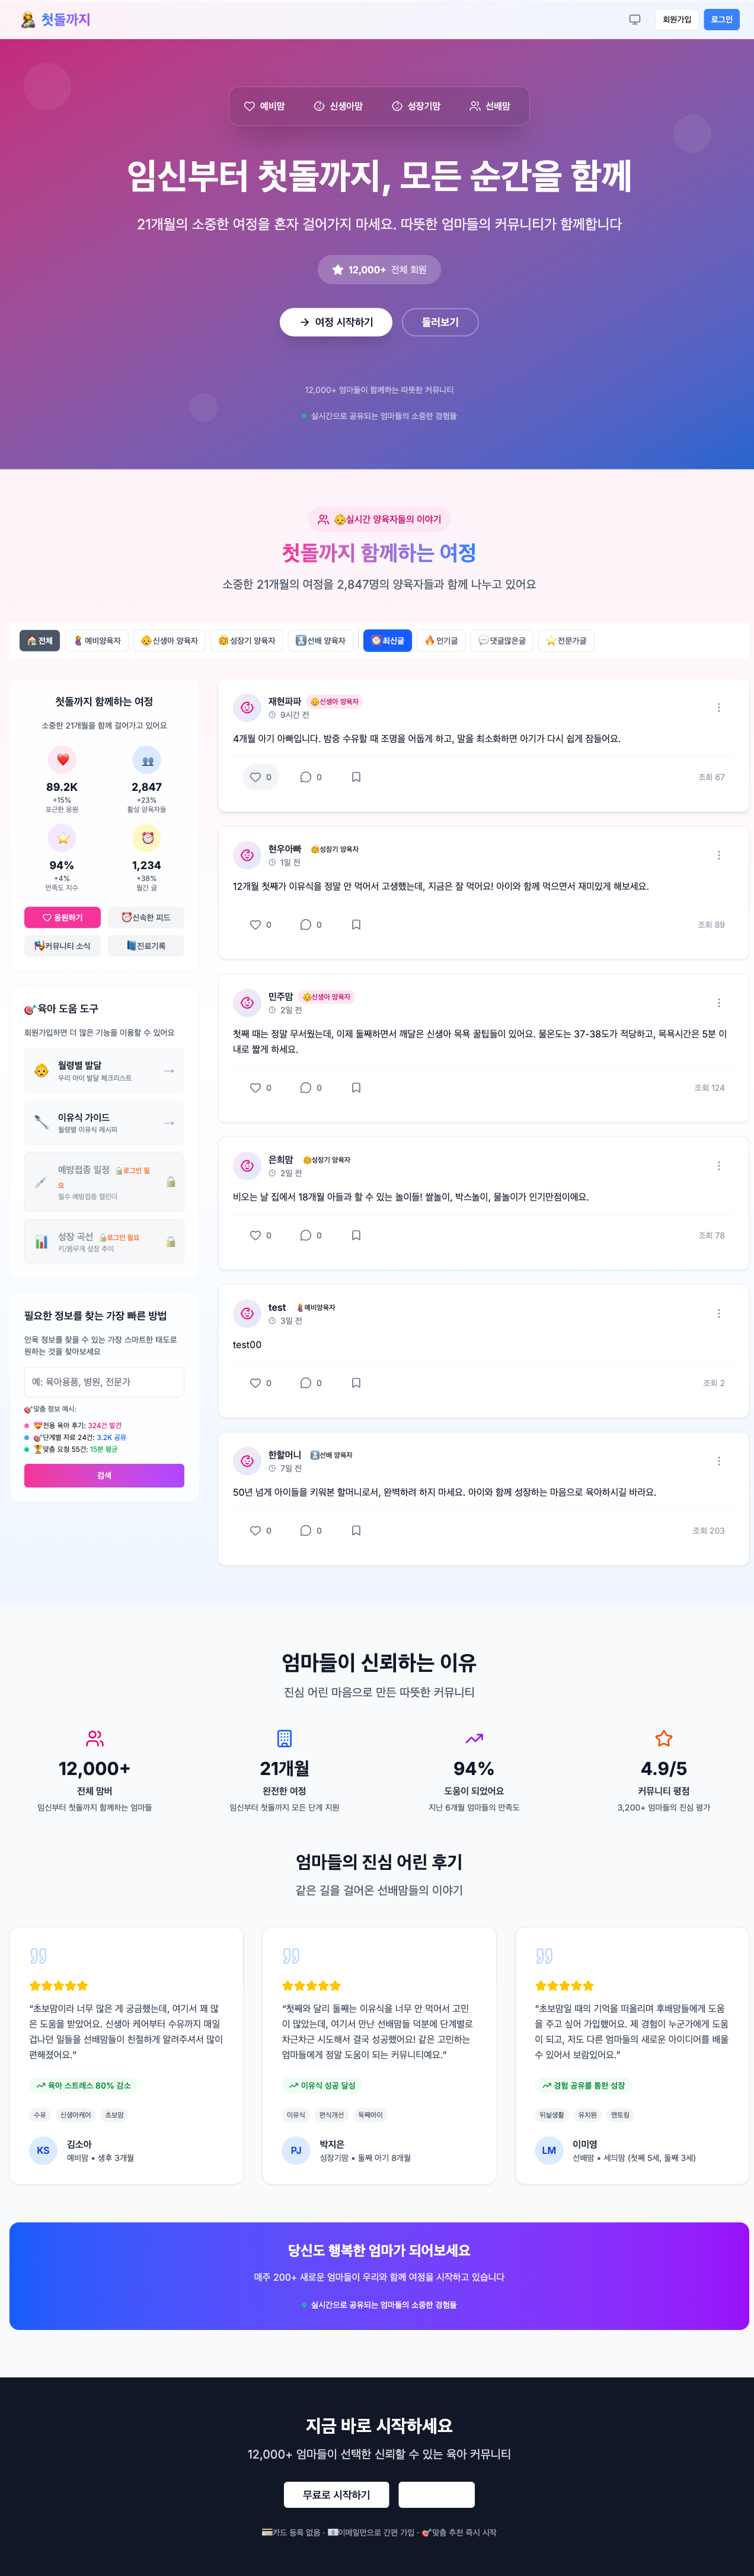 첫돌까지
회원가입
로그인
예비맘
신생아맘
성장기맘
선배맘
임신부터 첫돌까지, 모든 순간을 함께
21개월의 소중한 여정을 혼자 걸어가지 마세요. 따뜻한 엄마들의 커뮤니티가 함께합니다
12,000+ 전체 회원
여정 시작하기
둘러보기
12,000+ 엄마들이 함께하는 따뜻한 커뮤니티
실시간으로 공유되는 엄마들의 소중한 경험들
실시간 양육자들의 이야기
첫돌까지 함께하는 여정
소중한 21개월의 여정을 2,847명의 양육자들과 함께 나누고 있어요
전체
예비양육자
신생아 양육자
성장기 양육자
선배 양육자
최신글
인기글
댓글많은글
전문가글
첫돌까지 함께하는 여정
소중한 21개월을 함께 걸어가고 있어요
89.2K
+15%
포근한 응원
2,847
+23%
활성 양육자들
94%
+4%
만족도 지수
1,234
+38%
월간 글
응원하기
신속한 피드
커뮤니티 소식
진료기록
육아 도움 도구
회원가입하면 더 많은 기능을 이용할 수 있어요
월령별 발달
우리 아이 발달 체크리스트
이유식 가이드
월령별 이유식 레시피
예방접종 일정 로그인 필
요
필수 예방접종 캘린더
성장 곡선 로그인 필요
키/몸무게 성장 추이
필요한 정보를 찾는 가장 빠른 방법
인육 정보를 찾을 수 있는 가장 스마트한 태도로
원하는 것을 찾아보세요
예: 육아용품, 병원, 전문가
맞춤 정보 예시:
전용 육아 후기: 324건 발견
단계별 자료 24건: 3.2K 공유
맞춤 요청 55건: 15분 평균
검색
재현파파 신생아 양육자
9시간 전
4개월 아기 아빠입니다. 밤중 수유할 때 조명을 어둡게 하고, 말을 최소화하면 아기가 다시 쉽게 잠들어요.
0 0 조회 67
현우아빠 성장기 양육자
1일 전
12개월 첫째가 이유식을 정말 안 먹어서 고생했는데, 지금은 잘 먹어요! 아이와 함께 먹으면서 재미있게 해보세요.
0 0 조회 89
민주맘 신생아 양육자
2일 전
첫째 때는 정말 무서웠는데, 이제 둘째하면서 깨달은 신생아 목욕 꿀팁들이 있어요. 물온도는 37-38도가 적당하고, 목욕시간은 5분 이
내로 짧게 하세요.
0 0 조회 124
은희맘 성장기 양육자
2일 전
비오는 날 집에서 18개월 아들과 할 수 있는 놀이들! 쌀놀이, 박스놀이, 물놀이가 인기만점이에요.
0 0 조회 78
test 예비양육자
3일 전
test00
0 0 조회 2
한할머니 선배 양육자
7일 전
50년 넘게 아이들을 키워본 할머니로서, 완벽하려 하지 마세요. 아이와 함께 성장하는 마음으로 육아하시길 바라요.
0 0 조회 203
엄마들이 신뢰하는 이유
진심 어린 마음으로 만든 따뜻한 커뮤니티
12,000+
전체 맘버
임신부터 첫돌까지 함께하는 엄마들
21개월
완전한 여정
임신부터 첫돌까지 모든 단계 지원
94%
도움이 되었어요
지난 6개월 엄마들의 만족도
4.9/5
커뮤니티 평점
3,200+ 엄마들의 진심 평가
엄마들의 진심 어린 후기
같은 길을 걸어온 선배맘들의 이야기
"초보맘이라 너무 많은 게 궁금했는데, 여기서 꽤 많
은 도움을 받았어요. 신생아 케어부터 수유까지 매일
겁나던 일들을 선배맘들이 친절하게 알려주셔서 많이
편해졌어요."
육아 스트레스 80% 감소
수유 신생아케어 초보맘
KS
김소아
예비맘 • 생후 3개월
"첫째와 달리 둘째는 이유식을 너무 안 먹어서 고민
이 많았는데, 여기서 만난 선배맘들 덕분에 단계별로
차근차근 시도해서 결국 성공했어요! 같은 고민하는
엄마들에게 정말 도움이 되는 커뮤니티예요."
이유식 성공 달성
이유식 편식개선 둑째아이
PJ
박지은
성장기맘 • 둘째 아기 8개월
"초보맘일 때의 기억을 떠올리며 후배맘들에게 도움
을 주고 싶어 가입했어요. 제 경험이 누군가에게 도움
이 되고, 저도 다른 엄마들의 새로운 아이디어를 배울
수 있어서 보람있어요."
경험 공유를 통한 성장
뒤늴생활 유치원 멘토링
LM
이미영
선배맘 • 세듸맘 (첫째 5세, 둘째 3세)
당신도 행복한 엄마가 되어보세요
매주 200+ 새로운 엄마들이 우리와 함께 여정을 시작하고 있습니다
실시간으로 공유되는 엄마들의 소중한 경험들
지금 바로 시작하세요
12,000+ 엄마들이 선택한 신뢰할 수 있는 육아 커뮤니티
무료로 시작하기
카드 등록 없음 · 이메일만으로 간편 가입 · 맞춤 추천 즉시 시작